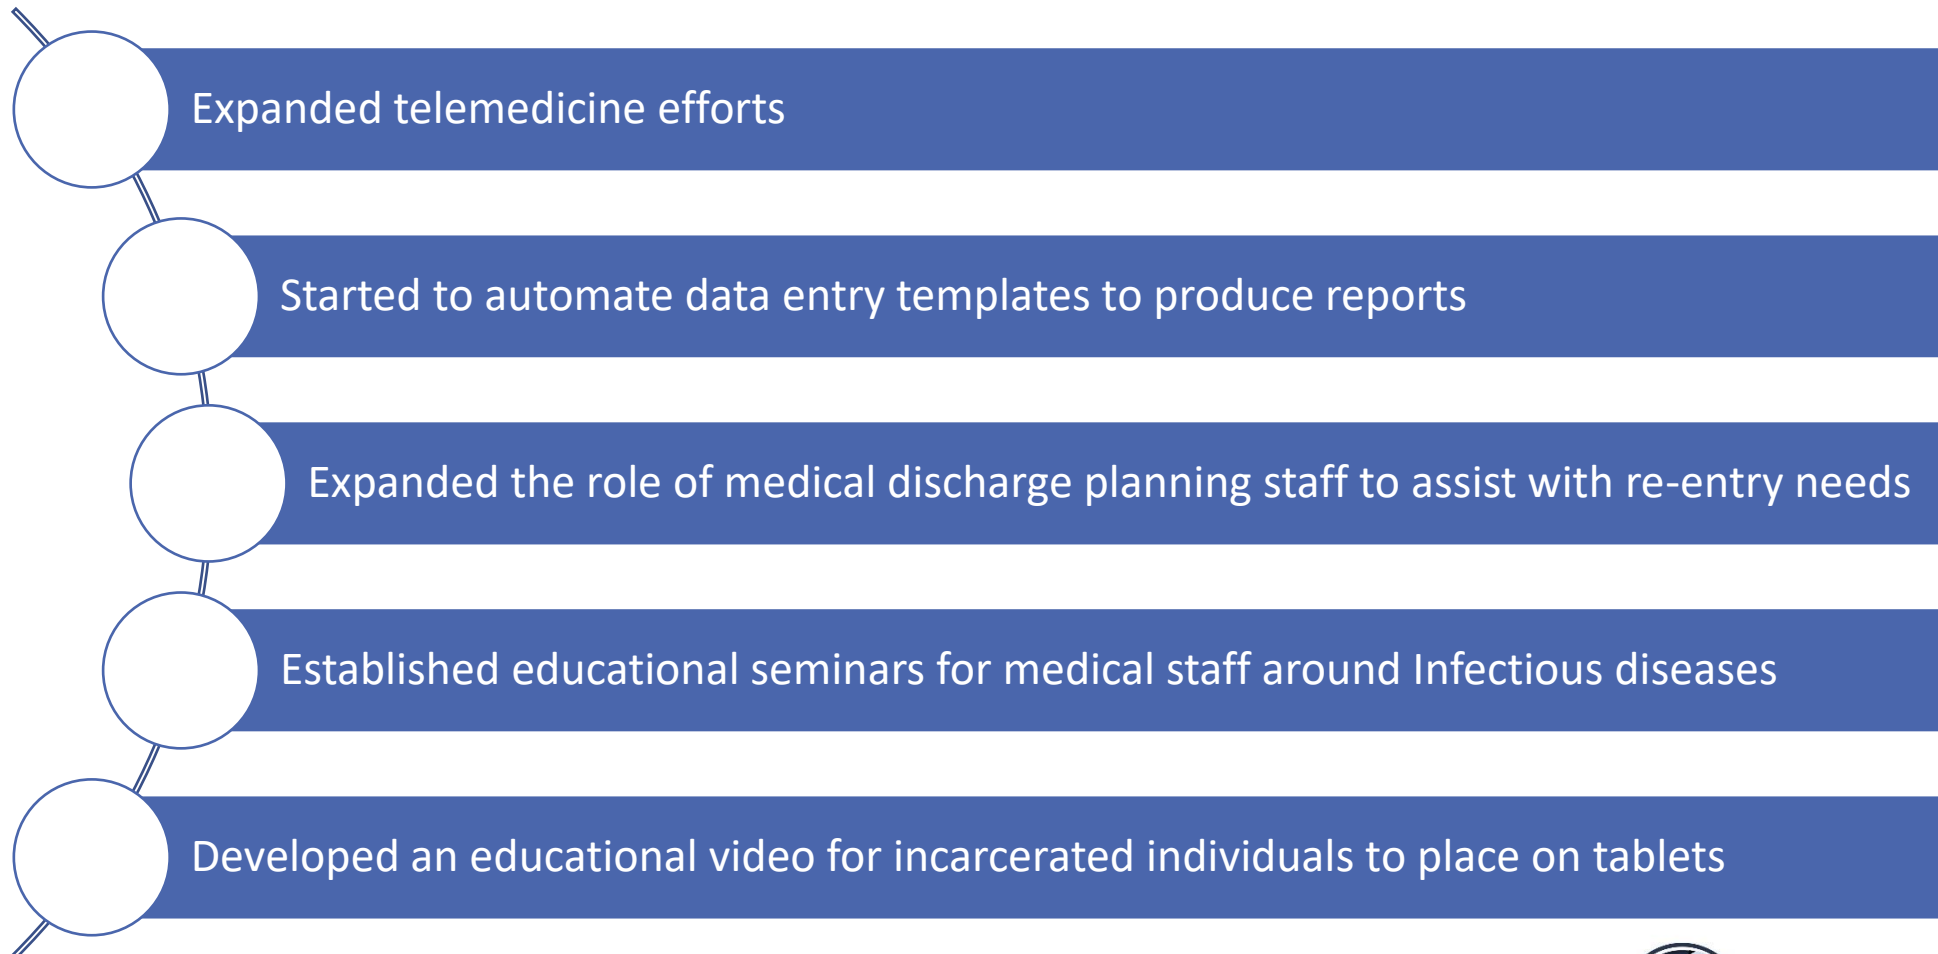 Expanded telemedicine efforts
Started to automate data entry templates to produce reports
Expanded the role of medical discharge planning staff to assist with re-entry needs
Established educational seminars for medical staff around Infectious diseases
Developed an educational video for incarcerated individuals to place on tablets